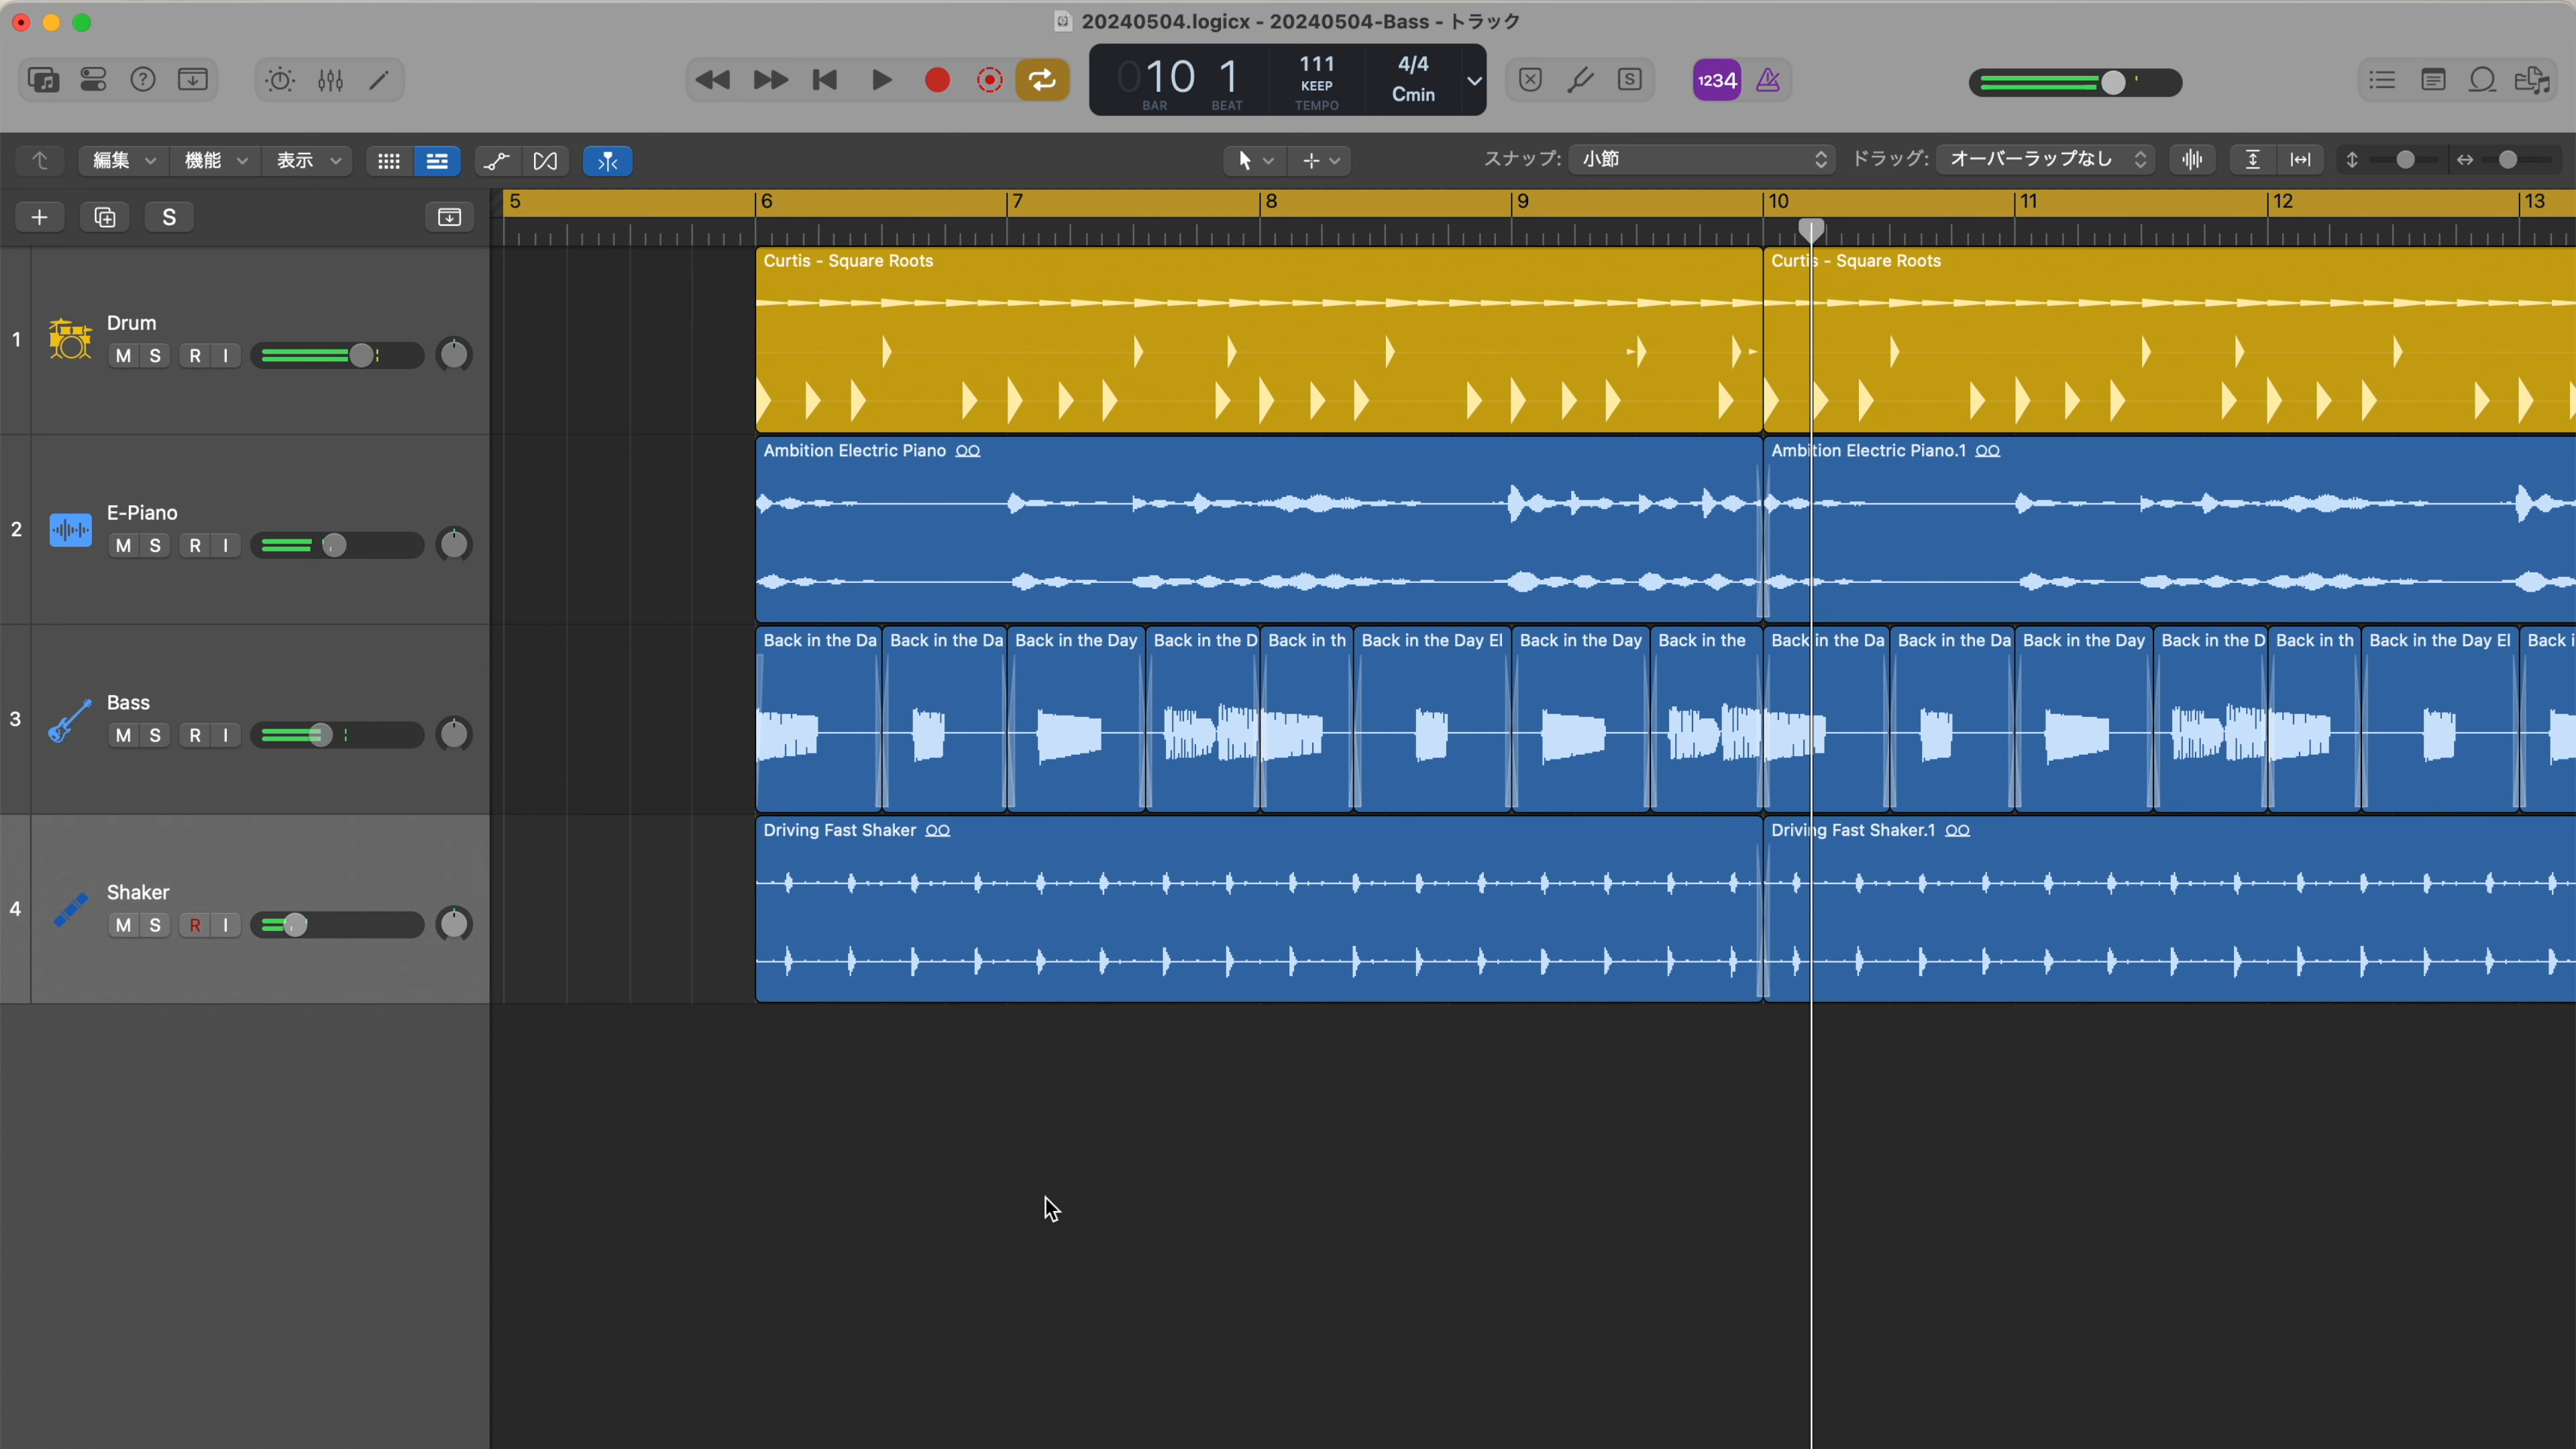 20240504.logicx - 20240504-Bass - トラック
010 1
BAR BEAT
111
KEEP
TEMPO
4/4
Cmin
S
1234
編集 機能 表示
スナップ: 小節
ドラッグ: オーバーラップなし
S
5 6 7 8 9 10 11 12 13
1
Drum
M S R I
Curtis - Square Roots
Curtis - Square Roots
2
E-Piano
M S R I
Ambition Electric Piano
Ambition Electric Piano.1
3
Bass
M S R I
Back in the Da
Back in the Da
Back in the Day
Back in the D
Back in th
Back in the Day El
Back in the Day
Back in the
Back in the Da
Back in the Da
Back in the Day
Back in the D
Back in th
Back in the Day El
Back i
4
Shaker
M S R I
Driving Fast Shaker
Driving Fast Shaker.1